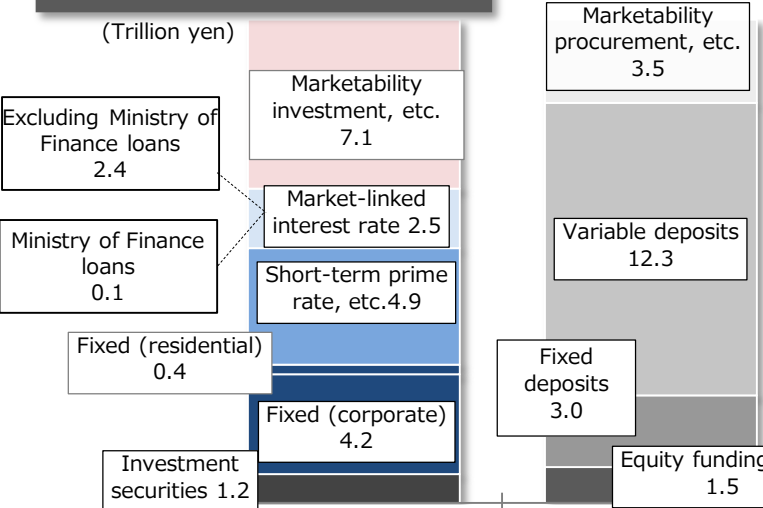 (Trillion yen)
Marketability
investment, etc.
7.1
Excluding Ministry of
Finance loans
2.4
Market-linked
interest rate 2.5
Ministry of Finance
loans
0.1
Short-term prime
rate, etc.4.9
Fixed (residential)
0.4
Fixed (corporate)
4.2
Investment
securities 1.2
Marketability
procurement, etc.
3.5
Variable deposits
12.3
Fixed
deposits
3.0
Equity funding
1.5